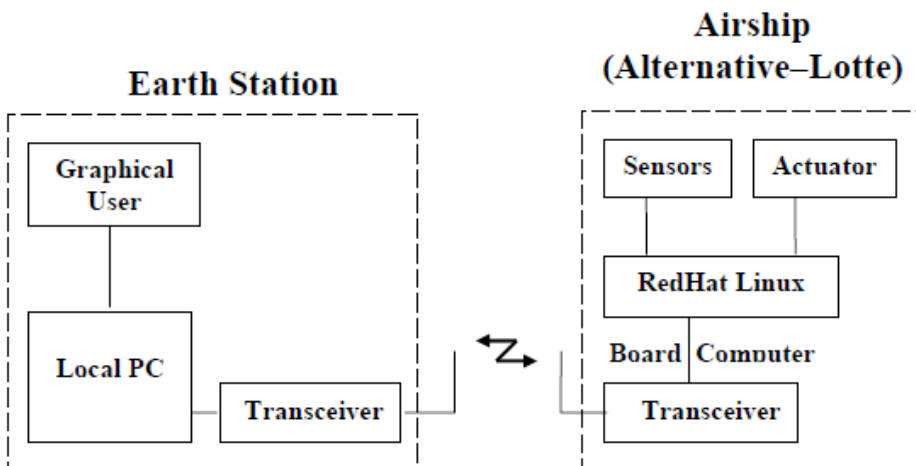 Earth Station
Graphical
User
Local PC
Transceiver
Airship
(Alternative–Lotte)
Sensors
Actuator
RedHat Linux
Board Computer
Transceiver